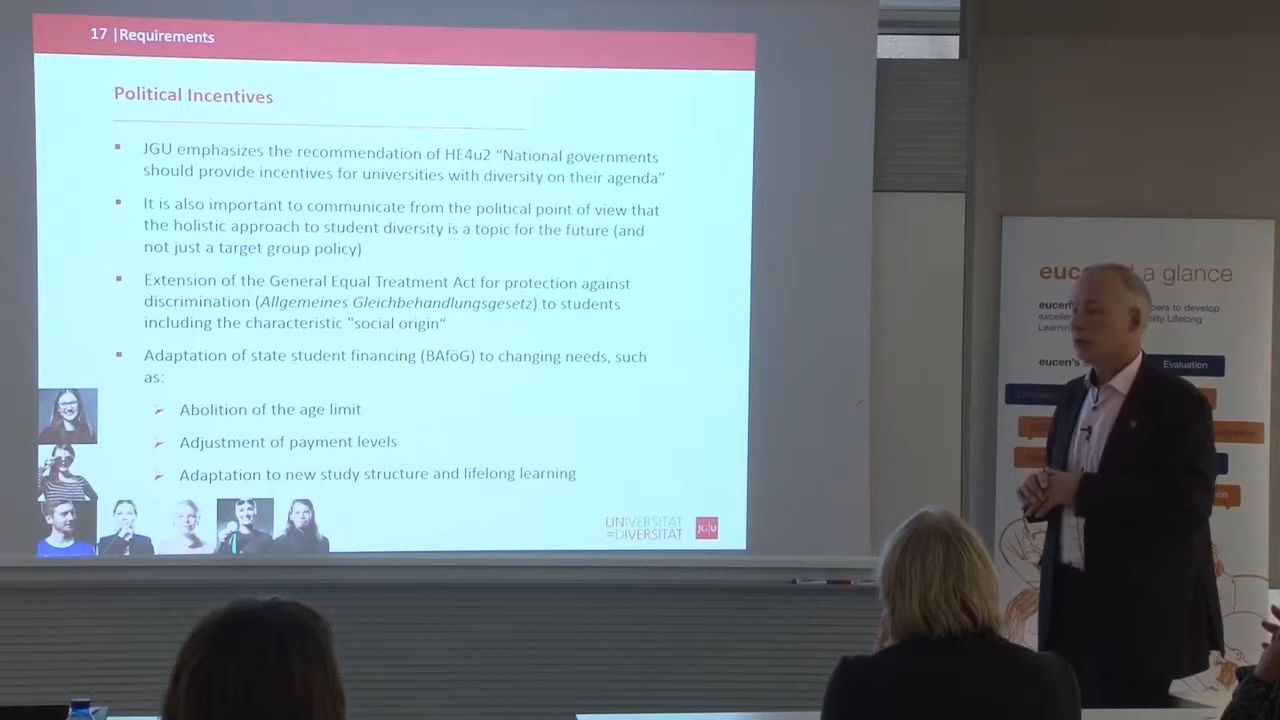 17 |Requirements
Political Incentives
▪ JGU emphasizes the recommendation of HE4u2 “National governments
should provide incentives for universities with diversity on their agenda”
▪ It is also important to communicate from the political point of view that
the holistic approach to student diversity is a topic for the future (and
not just a target group policy)
▪ Extension of the General Equal Treatment Act for protection against
discrimination (Allgemeines Gleichbehandlungsgesetz) to students
including the characteristic "social origin“
▪ Adaptation of state student financing (BAföG) to changing needs, such
as:
➢ Abolition of the age limit
➢ Adjustment of payment levels
➢ Adaptation to new study structure and lifelong learning
UNIVERSITÄT
=DIVERSITÄT
JG|U
a glance
to develop
Lifelong
eucen's
Evaluation